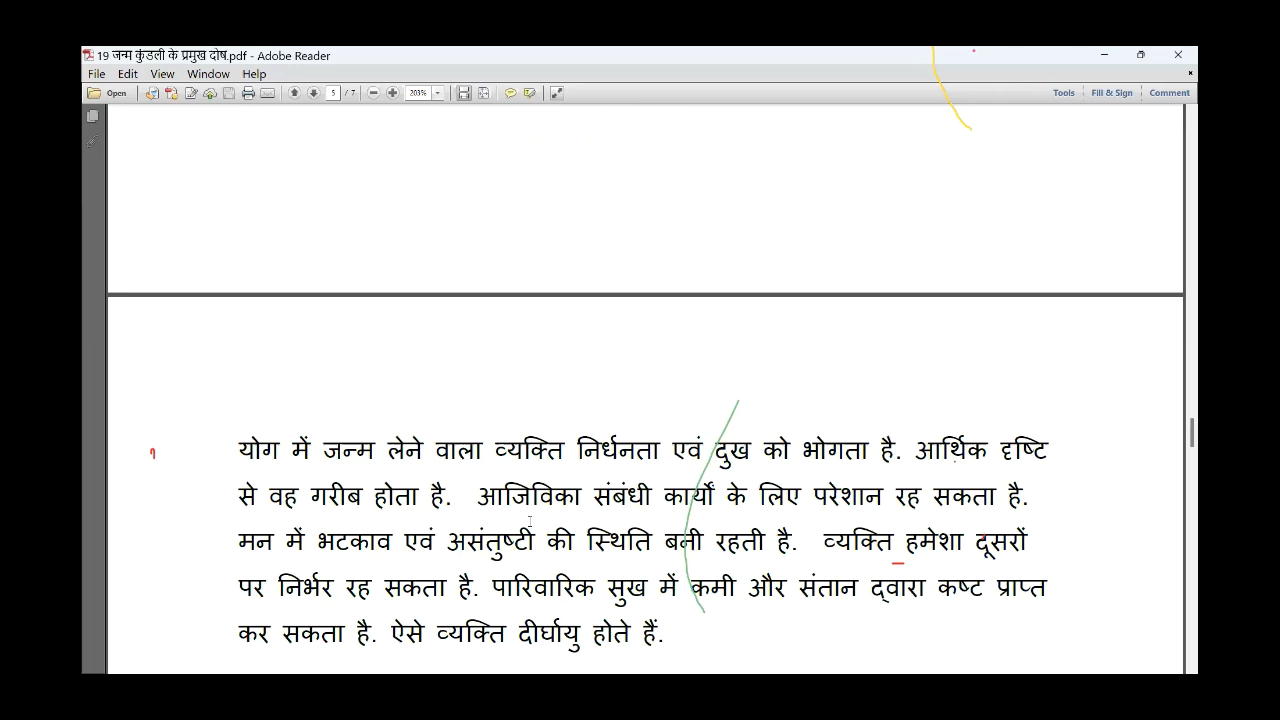 19 जन्म कुंडली के प्रमुख दोष.pdf - Adobe Reader
File Edit View Window Help
Open 5 / 7 203% Tools Fill & Sign Comment
योग में जन्म लेने वाला व्यक्ति निर्धनता एवं दुख को भोगता है. आर्थिक दृष्टि
से वह गरीब होता है. आजिविका संबंधी कार्यों के लिए परेशान रह सकता है.
मन में भटकाव एवं असंतुष्टी की स्थिति बनी रहती है. व्यक्ति हमेशा दूसरों
पर निर्भर रह सकता है. पारिवारिक सुख में कमी और संतान द्वारा कष्ट प्राप्त
कर सकता है. ऐसे व्यक्ति दीर्घायु होते हैं.